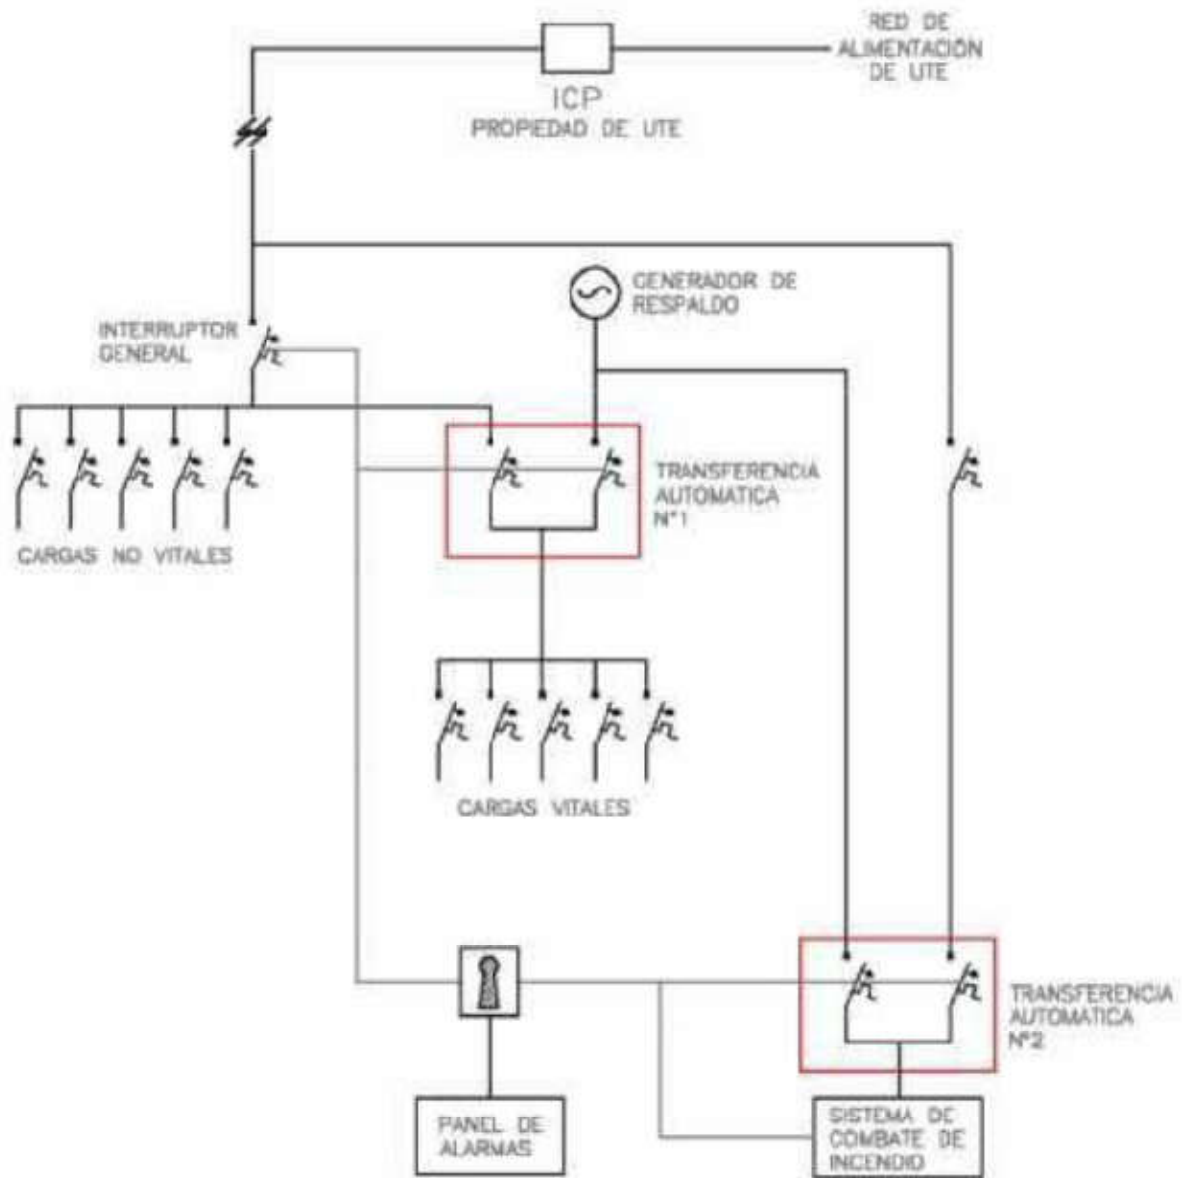 RED DE
ALIMENTACIÓN
DE UTE
ICP
PROPIEDAD DE UTE
GENERADOR DE
RESPALDO
INTERRUPTOR
GENERAL
TRANSFERENCIA
AUTOMATICA
N°1
CARGAS NO VITALES
CARGAS VITALES
TRANSFERENCIA
AUTOMATICA
N°2
PANEL DE
ALARMAS
SISTEMA DE
COMBATE DE
INCENDIO